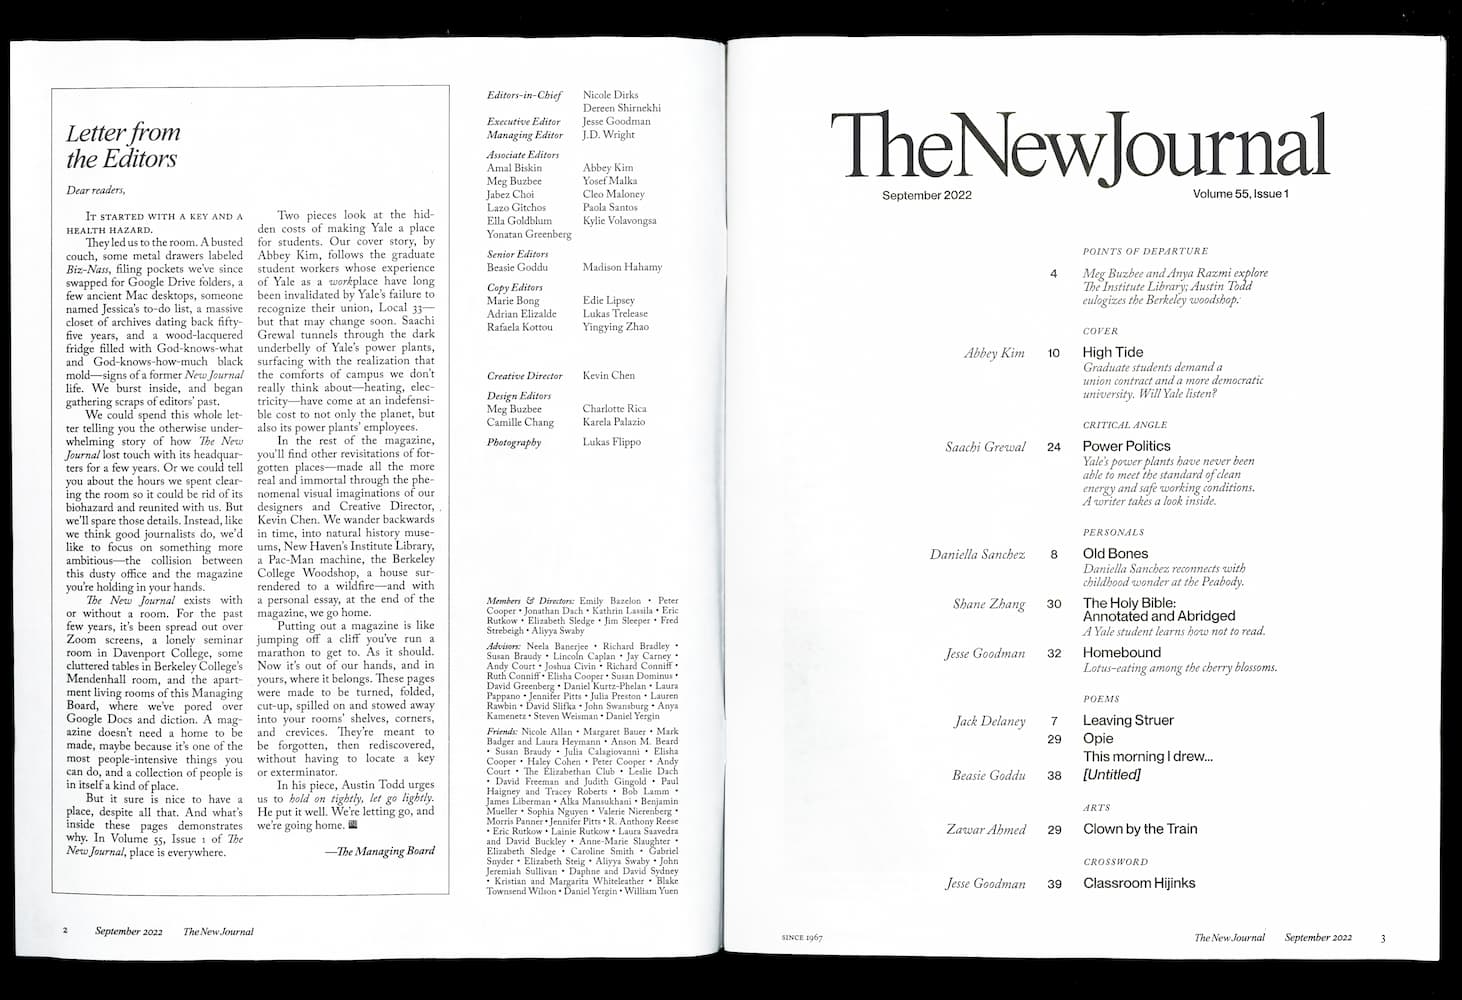 Letter from
the Editors
Dear readers,
IT STARTED WITH A KEY AND A
HEALTH HAZARD.
They led us to the room. A busted
couch, some metal drawers labeled
Biz-Nass, filing pockets we've since
swapped for Google Drive folders, a
few ancient Mac desktops, someone
named Jessica's to-do list, a massive
closet of archives dating back fifty-
five years, and a wood-lacquered
fridge filled with God-knows-what
and God-knows-how-much black
mold—signs of a former New Journal
life. We burst inside, and began
gathering scraps of editors' past.
We could spend this whole let-
ter telling you the otherwise under-
whelming story of how The New
Journal lost touch with its headquar-
ters for a few years. Or we could tell
you about the hours we spent clear-
ing the room so it could be rid of its
biohazard and reunited with us. But
we'll spare those details. Instead, like
we think good journalists do, we'd
like to focus on something more
ambitious—the collision between
this dusty office and the magazine
you're holding in your hands.
The New Journal exists with
or without a room. For the past
few years, it's been spread out over
Zoom screens, a lonely seminar
room in Davenport College, some
cluttered tables in Berkeley College's
Mendenhall room, and the apart-
ment living rooms of this Managing
Board, where we've pored over
Google Docs and diction. A mag-
azine doesn't need a home to be
made, maybe because it's one of the
most people-intensive things you
can do, and a collection of people is
in itself a kind of place.
But it sure is nice to have a
place, despite all that. And what's
inside these pages demonstrates
why. In Volume 55, Issue 1 of The
New Journal, place is everywhere.
Two pieces look at the hid-
den costs of making Yale a place
for students. Our cover story, by
Abbey Kim, follows the graduate
student workers whose experience
of Yale as a workplace have long
been invalidated by Yale's failure to
recognize their union, Local 33—
but that may change soon. Saachi
Grewal tunnels through the dark
underbelly of Yale's power plants,
surfacing with the realization that
the comforts of campus we don't
really think about—heating, elec-
tricity—have come at an indefensi-
ble cost to not only the planet, but
also its power plants' employees.
In the rest of the magazine,
you'll find other revisitations of for-
gotten places—made all the more
real and immortal through the phe-
nomenal visual imaginations of our
designers and Creative Director,
Kevin Chen. We wander backwards
in time, into natural history muse-
ums, New Haven's Institute Library,
a Pac-Man machine, the Berkeley
College Woodshop, a house sur-
rendered to a wildfire—and with
a personal essay, at the end of the
magazine, we go home.
Putting out a magazine is like
jumping off a cliff you've run a
marathon to get to. As it should.
Now it's out of our hands, and in
yours, where it belongs. These pages
were made to be turned, folded,
cut-up, spilled on and stowed away
into your rooms' shelves, corners,
and crevices. They're meant to
be forgotten, then rediscovered,
without having to locate a key
or exterminator.
In his piece, Austin Todd urges
us to hold on tightly, let go lightly.
He put it well. We're letting go, and
we're going home.
—The Managing Board
2 September 2022 The New Journal
Editors-in-Chief Nicole Dirks
Dereen Shirnekhi
Executive Editor Jesse Goodman
Managing Editor J.D. Wright
Associate Editors
Amal Biskin Abbey Kim
Meg Buzbee Yosef Malka
Jabez Choi Cleo Maloney
Lazo Gitchos Paola Santos
Ella Goldblum Kylie Volavongsa
Yonatan Greenberg
Senior Editors
Beasie Goddu Madison Hahamy
Copy Editors
Marie Bong Edie Lipsey
Adrian Elizalde Lukas Trelease
Rafaela Kottou Yingying Zhao
Creative Director Kevin Chen
Design Editors
Meg Buzbee Charlotte Rica
Camille Chang Karela Palazio
Photography Lukas Flippo
Members & Directors: Emily Bazelon • Peter
Cooper • Jonathan Dach • Kathrin Lassila • Eric
Rutkow • Elizabeth Sledge • Jim Sleeper • Fred
Strebeigh • Aliyya Swaby
Advisors: Neela Banerjee • Richard Bradley •
Susan Braudy • Lincoln Caplan • Jay Carney •
Andy Court • Joshua Civin • Richard Conniff •
Ruth Conniff • Elisha Cooper • Susan Dominus •
David Greenberg • Daniel Kurtz-Phelan • Laura
Pappano • Jennifer Pitts • Julia Preston • Lauren
Rawbin • David Slifka • John Swansburg • Anya
Kamenetz • Steven Weisman • Daniel Yergin
Friends: Nicole Allan • Margaret Bauer • Mark
Badger and Laura Heymann • Anson M. Beard
• Susan Braudy • Julia Calagiovanni • Elisha
Cooper • Haley Cohen • Peter Cooper • Andy
Court • The Elizabethan Club • Leslie Dach
• David Freeman and Judith Gingold • Paul
Haigney and Tracey Roberts • Bob Lamm •
James Liberman • Alka Mansukhani • Benjamin
Mueller • Sophia Nguyen • Valerie Nierenberg •
Morris Panner • Jennifer Pitts • R. Anthony Reese
• Eric Rutkow • Lainie Rutkow • Laura Saavedra
and David Buckley • Anne-Marie Slaughter •
Elizabeth Sledge • Caroline Smith • Gabriel
Snyder • Elizabeth Steig • Aliyya Swaby • John
Jeremiah Sullivan • Daphne and David Sydney
• Kristian and Margarita Whiteleather • Blake
Townsend Wilson • Daniel Yergin • William Yuen
TheNewJournal
September 2022 Volume 55, Issue 1
POINTS OF DEPARTURE
4 Meg Buzbee and Anya Razmi explore
The Institute Library; Austin Todd
eulogizes the Berkeley woodshop.
COVER
Abbey Kim 10 High Tide
Graduate students demand a
union contract and a more democratic
university. Will Yale listen?
CRITICAL ANGLE
Saachi Grewal 24 Power Politics
Yale's power plants have never been
able to meet the standard of clean
energy and safe working conditions.
A writer takes a look inside.
PERSONALS
Daniella Sanchez 8 Old Bones
Daniella Sanchez reconnects with
childhood wonder at the Peabody.
Shane Zhang 30 The Holy Bible:
Annotated and Abridged
A Yale student learns how not to read.
Jesse Goodman 32 Homebound
Lotus-eating among the cherry blossoms.
POEMS
Jack Delaney 7 Leaving Struer
29 Opie
This morning I drew...
Beasie Goddu 38 [Untitled]
ARTS
Zawar Ahmed 29 Clown by the Train
CROSSWORD
Jesse Goodman 39 Classroom Hijinks
SINCE 1967
The New Journal September 2022 3